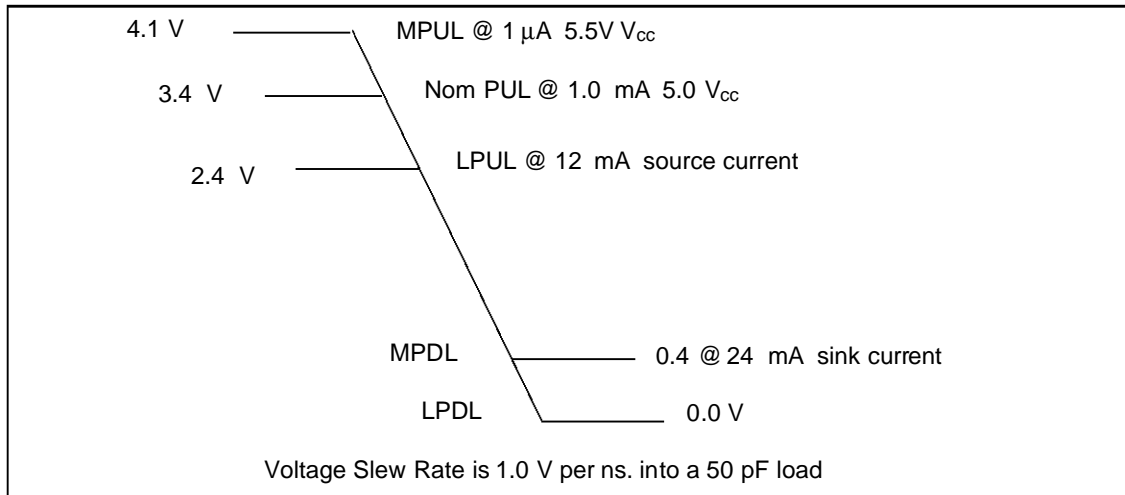 4.1 V MPUL @ 1 μA 5.5V Vcc
3.4 V Nom PUL @ 1.0 mA 5.0 Vcc
2.4 V LPUL @ 12 mA source current
MPDL 0.4 @ 24 mA sink current
LPDL 0.0 V
Voltage Slew Rate is 1.0 V per ns. into a 50 pF load